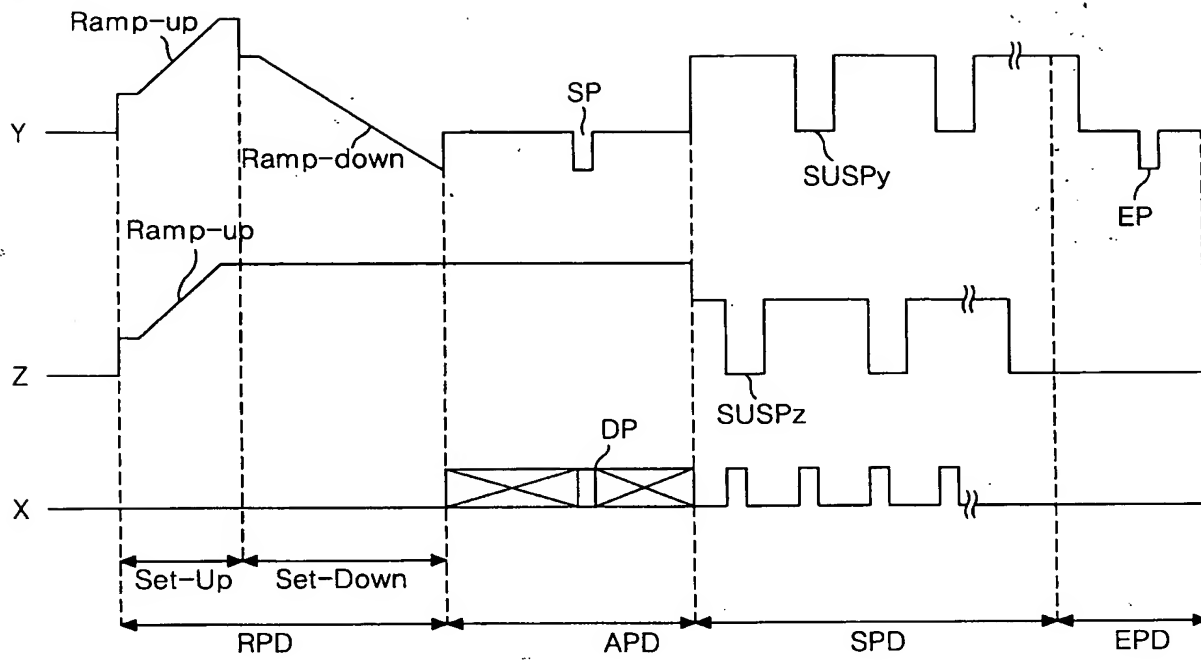 Ramp-up
SP
Y
Ramp-down
SUSPy
EP
Ramp-up
Z
SUSPz
DP
X
Set-Up
Set-Down
RPD
APD
SPD
EPD